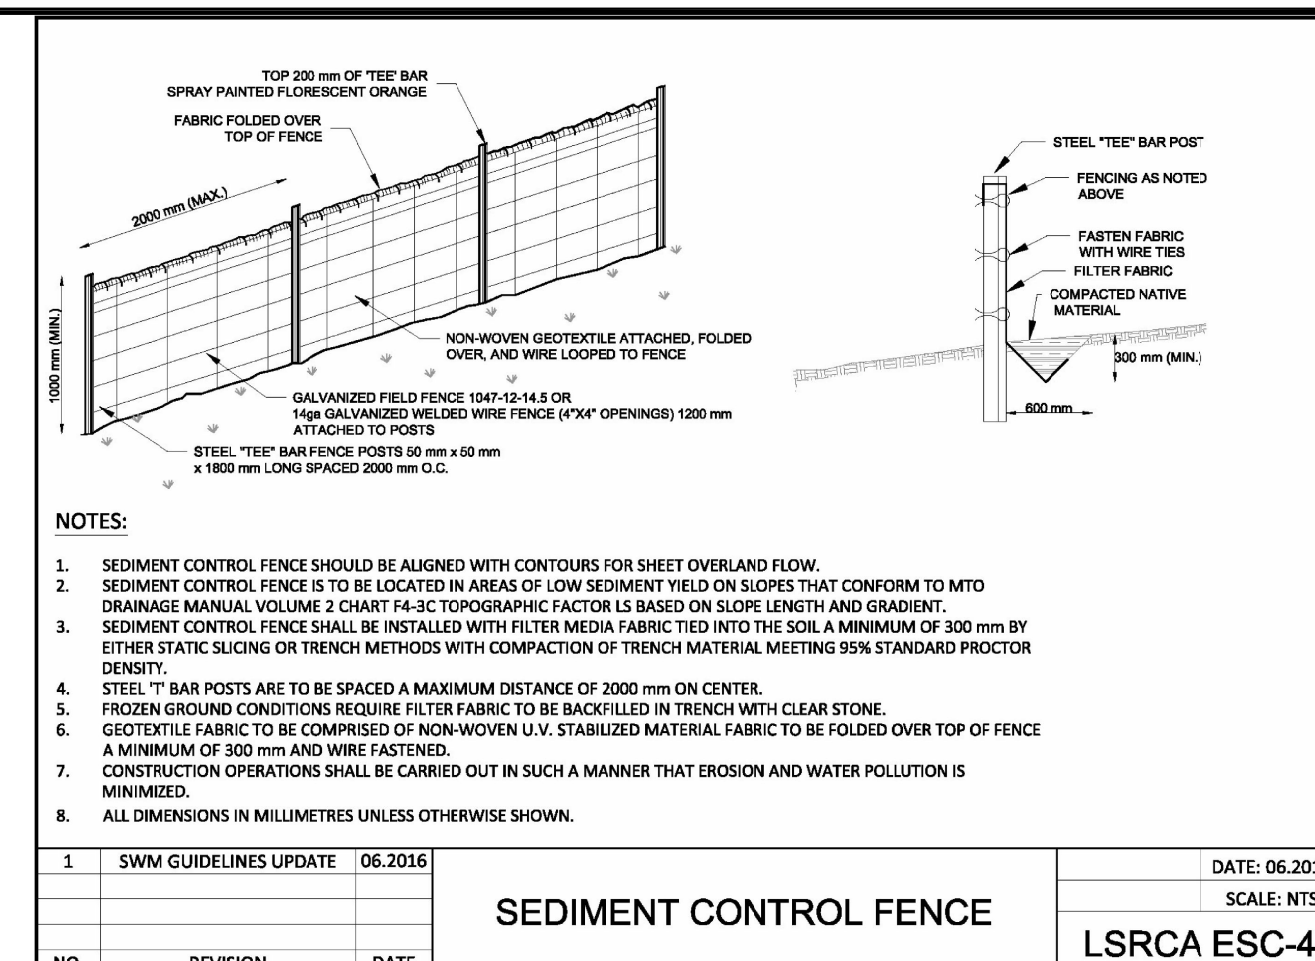 TOP 200 mm OF 'TEE' BAR
SPRAY PAINTED FLORESCENT ORANGE
FABRIC FOLDED OVER
TOP OF FENCE
2000 mm (MAX.)
1000 mm (MIN.)
NON-WOVEN GEOTEXTILE ATTACHED, FOLDED
OVER, AND WIRE LOOPED TO FENCE
GALVANIZED FIELD FENCE 1047-12-14.5 OR
14ga GALVANIZED WELDED WIRE FENCE (4"X4" OPENINGS) 1200 mm
ATTACHED TO POSTS
STEEL "TEE" BAR FENCE POSTS 50 mm x 50 mm
x 1800 mm LONG SPACED 2000 mm O.C.
STEEL "TEE" BAR POST
FENCING AS NOTED
ABOVE
FASTEN FABRIC
WITH WIRE TIES
FILTER FABRIC
COMPACTED NATIVE
MATERIAL
300 mm (MIN.)
600 mm
NOTES:
1. SEDIMENT CONTROL FENCE SHOULD BE ALIGNED WITH CONTOURS FOR SHEET OVERLAND FLOW.
2. SEDIMENT CONTROL FENCE IS TO BE LOCATED IN AREAS OF LOW SEDIMENT YIELD ON SLOPES THAT CONFORM TO MTO
DRAINAGE MANUAL VOLUME 2 CHART F4-3C TOPOGRAPHIC FACTOR LS BASED ON SLOPE LENGTH AND GRADIENT.
3. SEDIMENT CONTROL FENCE SHALL BE INSTALLED WITH FILTER MEDIA FABRIC TIED INTO THE SOIL A MINIMUM OF 300 mm BY
EITHER STATIC SLICING OR TRENCH METHODS WITH COMPACTION OF TRENCH MATERIAL MEETING 95% STANDARD PROCTOR
DENSITY.
4. STEEL 'T' BAR POSTS ARE TO BE SPACED A MAXIMUM DISTANCE OF 2000 mm ON CENTER.
5. FROZEN GROUND CONDITIONS REQUIRE FILTER FABRIC TO BE BACKFILLED IN TRENCH WITH CLEAR STONE.
6. GEOTEXTILE FABRIC TO BE COMPRISED OF NON-WOVEN U.V. STABILIZED MATERIAL FABRIC TO BE FOLDED OVER TOP OF FENCE
A MINIMUM OF 300 mm AND WIRE FASTENED.
7. CONSTRUCTION OPERATIONS SHALL BE CARRIED OUT IN SUCH A MANNER THAT EROSION AND WATER POLLUTION IS
MINIMIZED.
8. ALL DIMENSIONS IN MILLIMETRES UNLESS OTHERWISE SHOWN.
1 SWM GUIDELINES UPDATE 06.2016
NO. REVISION DATE
SEDIMENT CONTROL FENCE
DATE: 06.201
SCALE: NTS
LSRCA ESC-4